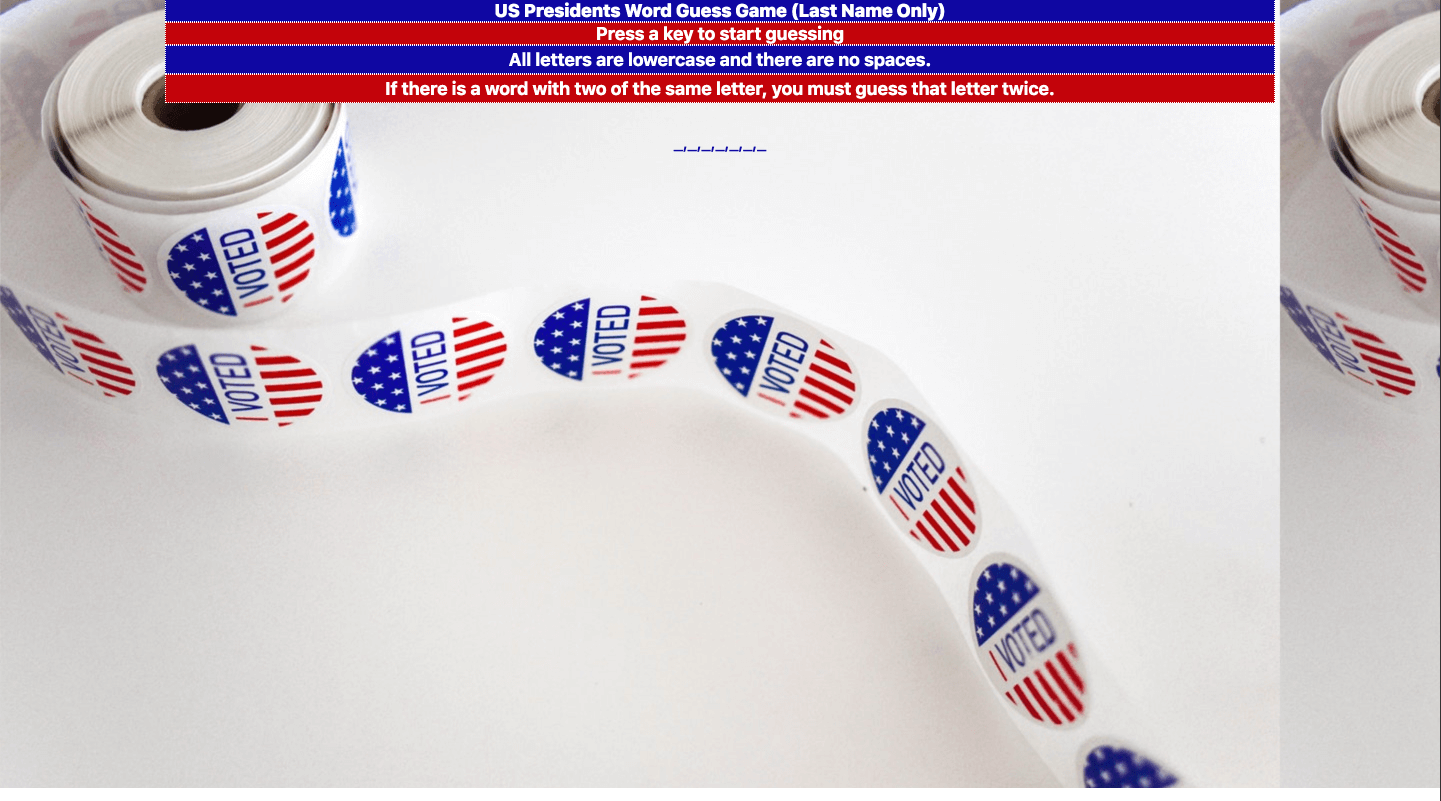 US Presidents Word Guess Game (Last Name Only)
Press a key to start guessing
All letters are lowercase and there are no spaces.
If there is a word with two of the same letter, you must guess that letter twice.
_,_,_,_,_,_,_
I VOTED
I VOTED
I VOTED
I VOTED
I VOTED
I VOTED
I VOTED
I VOTED
I VOTED
I VOTED